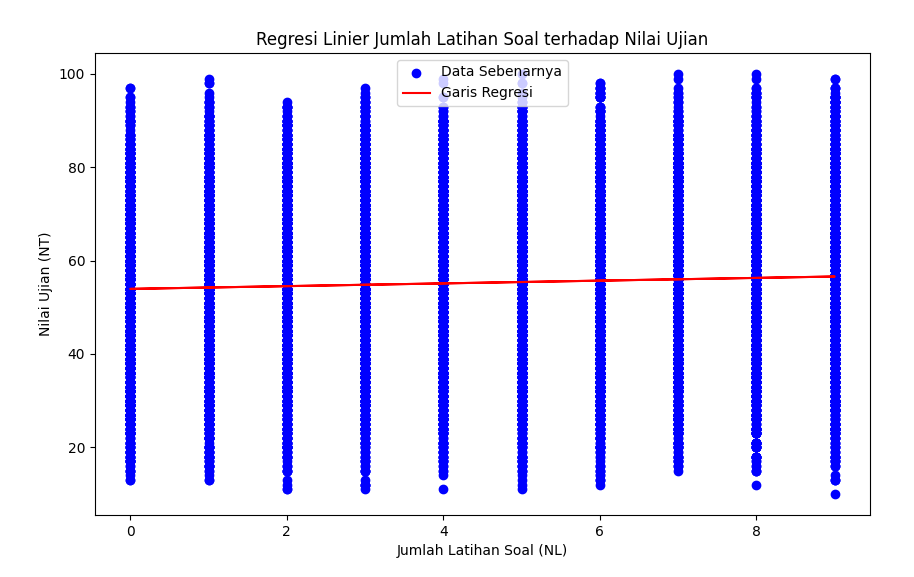 Regresi Linier Jumlah Latihan Soal terhadap Nilai Ujian
Data Sebenarnya
Garis Regresi
Nilai Ujian (NT)
100
80
60
40
20
0
2
4
6
8
Jumlah Latihan Soal (NL)